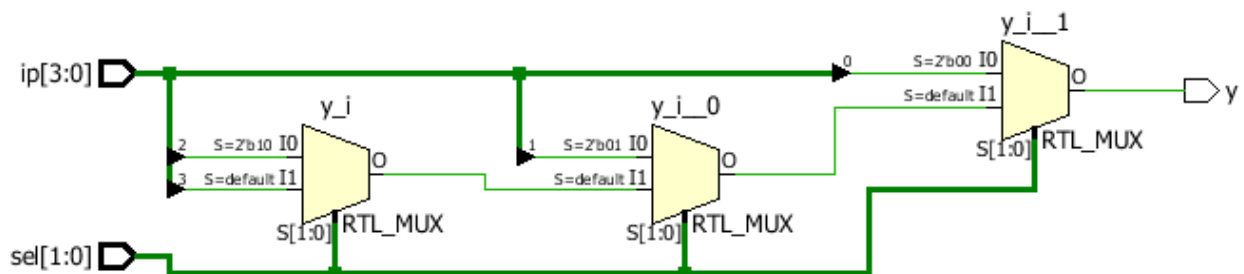 y_i__1
ip[3:0]
0
S=2'b00 I0
O
y
S=default I1
y_i
y_i__0
RTL_MUX
S[1:0]
2
S=2'b10 I0
O
1
S=2'b01 I0
O
3
S=default I1
S=default I1
RTL_MUX
RTL_MUX
S[1:0]
S[1:0]
sel[1:0]